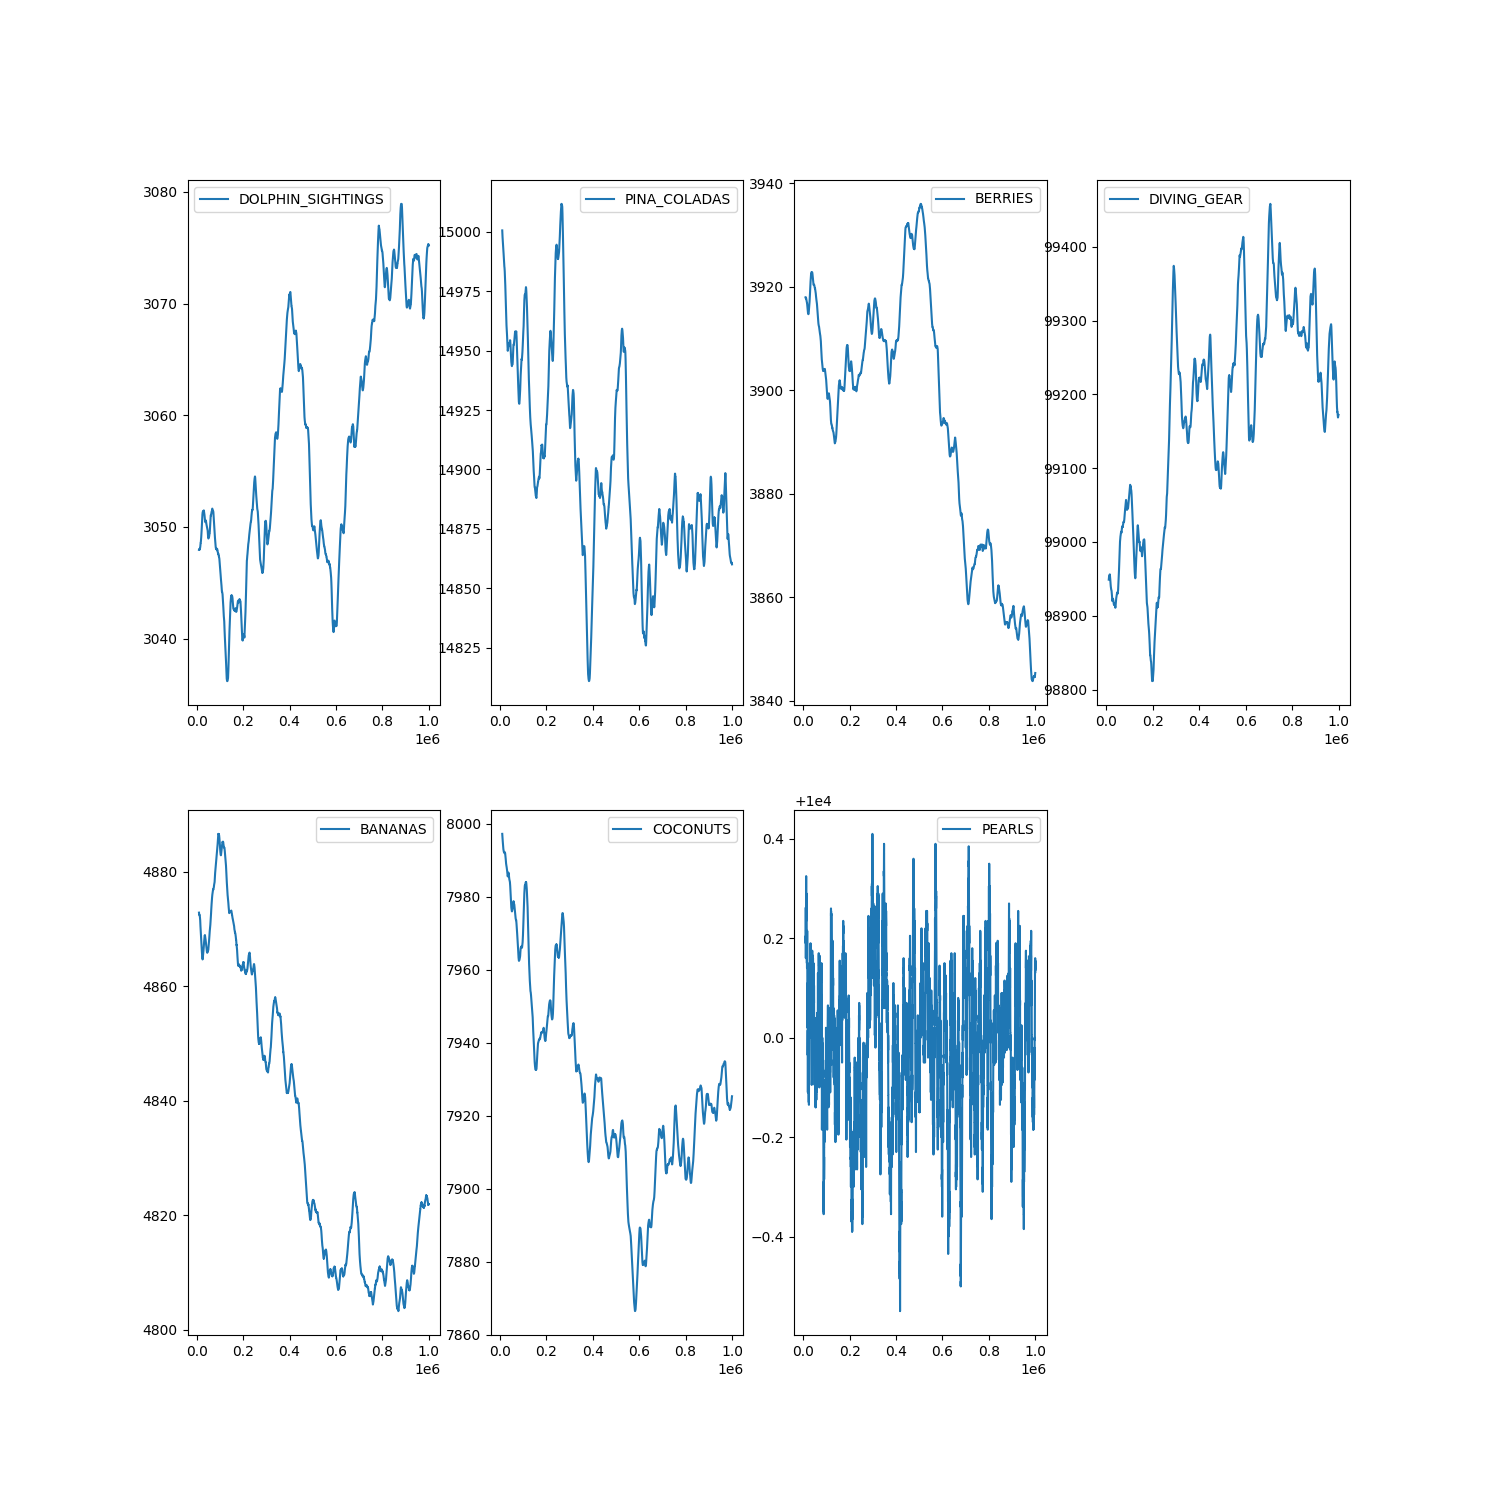 DOLPHIN_SIGHTINGS
3080
3070
3060
3050
3040
0.0 0.2 0.4 0.6 0.8 1.0
1e6
PINA_COLADAS
15000
14975
14950
14925
14900
14875
14850
14825
0.0 0.2 0.4 0.6 0.8 1.0
1e6
BERRIES
3940
3920
3900
3880
3860
3840
0.0 0.2 0.4 0.6 0.8 1.0
1e6
DIVING_GEAR
99400
99300
99200
99100
99000
98900
98800
0.0 0.2 0.4 0.6 0.8 1.0
1e6
BANANAS
4880
4860
4840
4820
4800
0.0 0.2 0.4 0.6 0.8 1.0
1e6
COCONUTS
8000
7980
7960
7940
7920
7900
7880
7860
0.0 0.2 0.4 0.6 0.8 1.0
1e6
+1e4
PEARLS
0.4
0.2
0.0
−0.2
−0.4
0.0 0.2 0.4 0.6 0.8 1.0
1e6